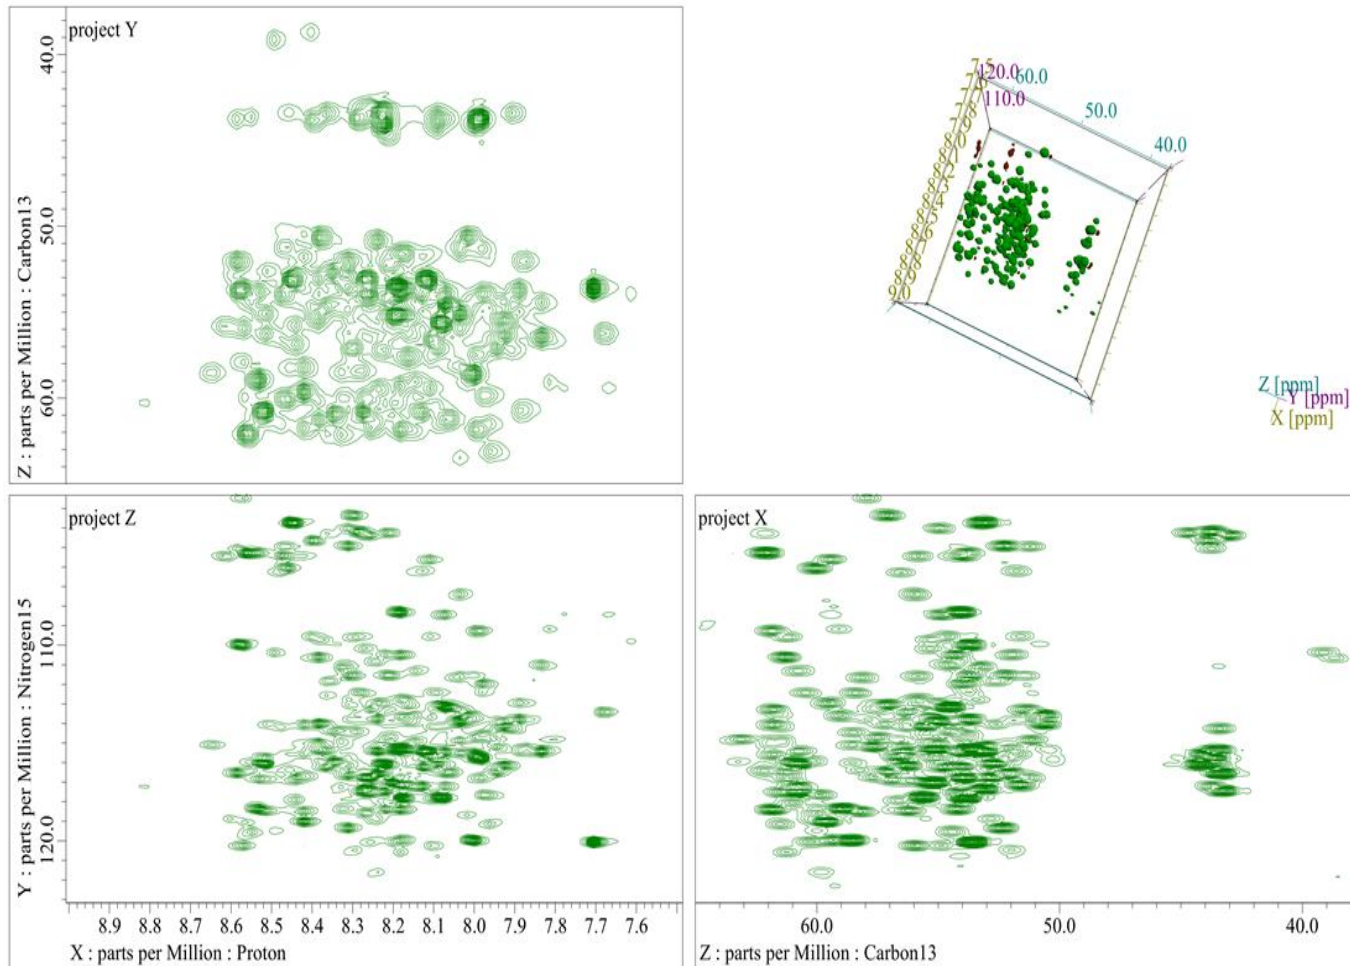 project Y
40.0
50.0
60.0
Z : parts per Million : Carbon13
120.0
60.0
110.0
50.0
40.0
9.0
Z [ppm]
Y [ppm]
X [ppm]
project Z
110.0
120.0
Y : parts per Million : Nitrogen15
8.9 8.8 8.7 8.6 8.5 8.4 8.3 8.2 8.1 8.0 7.9 7.8 7.7 7.6
X : parts per Million : Proton
project X
60.0 50.0 40.0
Z : parts per Million : Carbon13